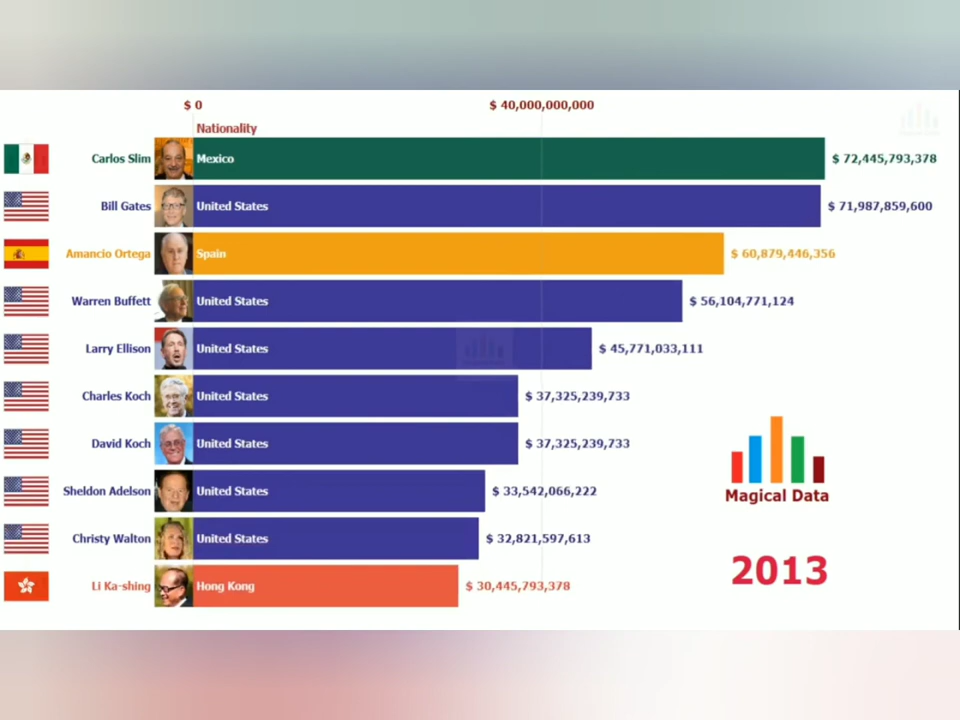 $ 0 $ 40,000,000,000
Nationality
Carlos Slim Mexico $ 72,445,793,378
Bill Gates United States $ 71,987,859,600
Amancio Ortega Spain $ 60,879,446,356
Warren Buffett United States $ 56,104,771,124
Larry Ellison United States $ 45,771,033,111
Charles Koch United States $ 37,325,239,733
David Koch United States $ 37,325,239,733
Sheldon Adelson United States $ 33,542,066,222
Christy Walton United States $ 32,821,597,613
Li Ka-shing Hong Kong $ 30,445,793,378
Magical Data
2013